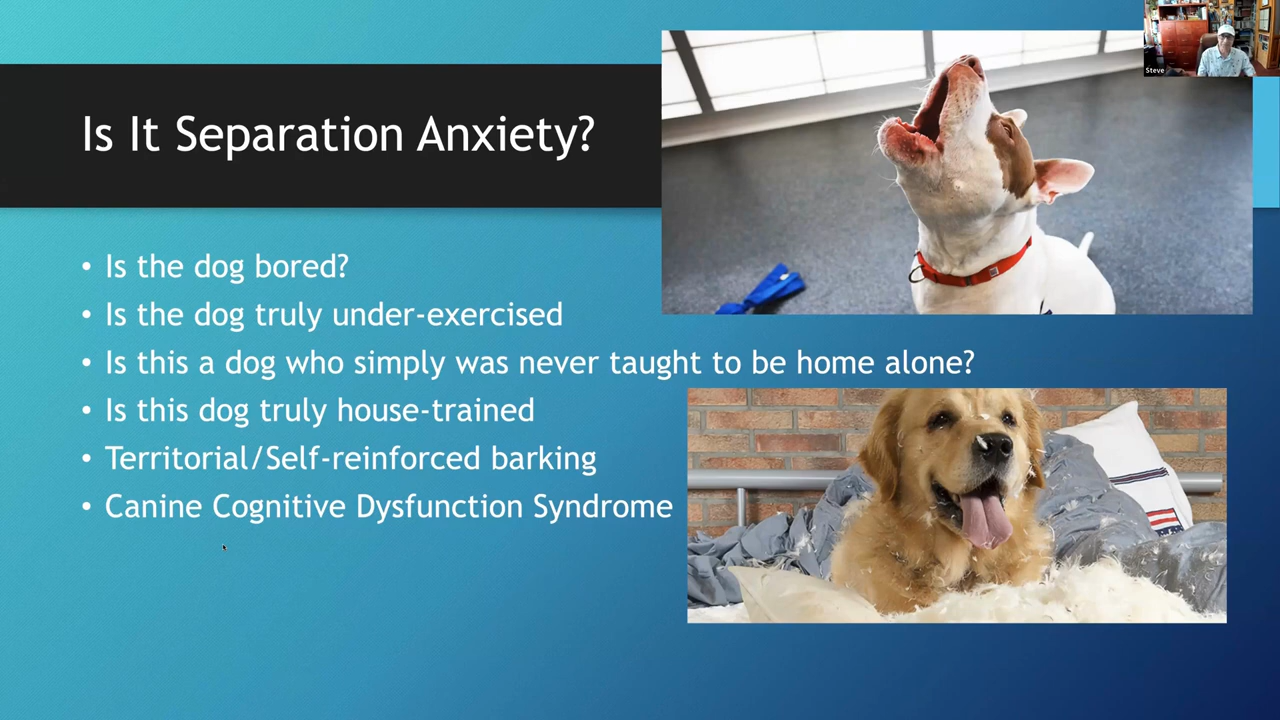 Is It Separation Anxiety?
Steve
• Is the dog bored?
• Is the dog truly under-exercised
• Is this a dog who simply was never taught to be home alone?
• Is this dog truly house-trained
• Territorial/Self-reinforced barking
• Canine Cognitive Dysfunction Syndrome